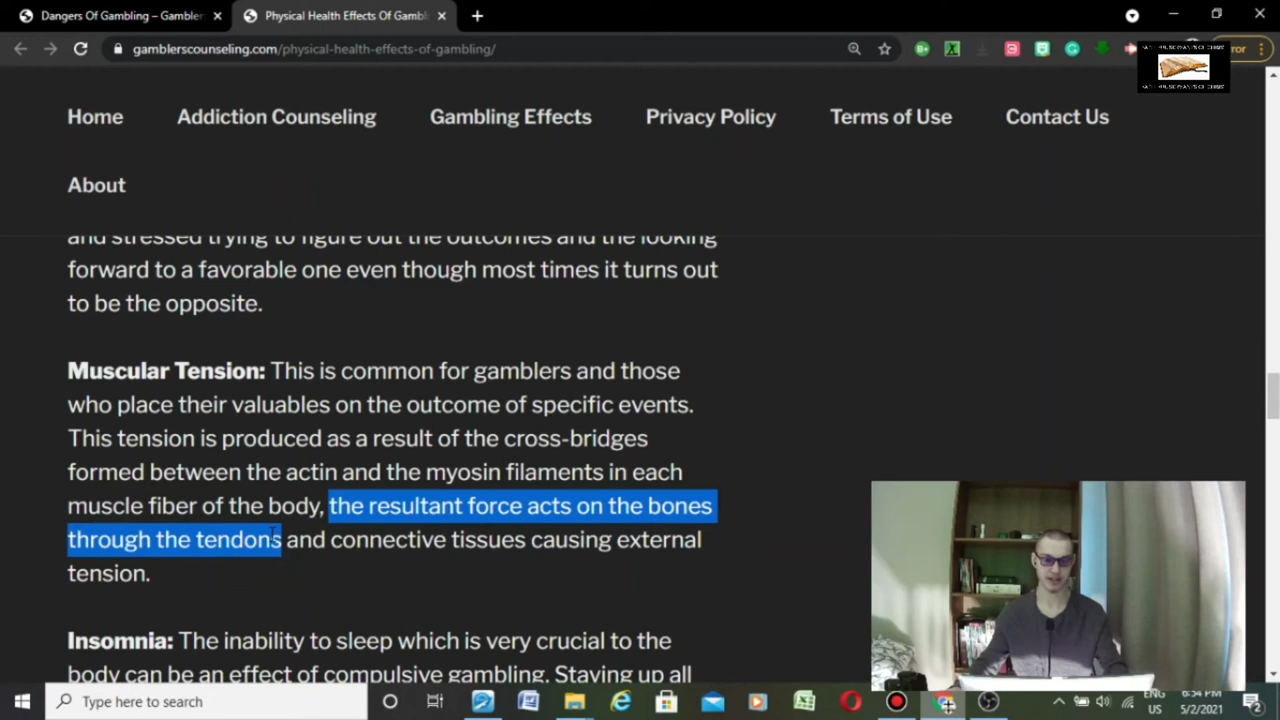 Dangers Of Gambling – Gambler
Physical Health Effects Of Gambl
gamblerscounseling.com/physical-health-effects-of-gambling/
Home
Addiction Counseling
Gambling Effects
Privacy Policy
Terms of Use
Contact Us
About
and stressed trying to figure out the outcomes and the looking
forward to a favorable one even though most times it turns out
to be the opposite.
Muscular Tension: This is common for gamblers and those
who place their valuables on the outcome of specific events.
This tension is produced as a result of the cross-bridges
formed between the actin and the myosin filaments in each
muscle fiber of the body, the resultant force acts on the bones
through the tendons and connective tissues causing external
tension.
Insomnia: The inability to sleep which is very crucial to the
body can be an effect of compulsive gambling. Staying up all
Type here to search
ENG
US
6:54 PM
5/2/2021
2